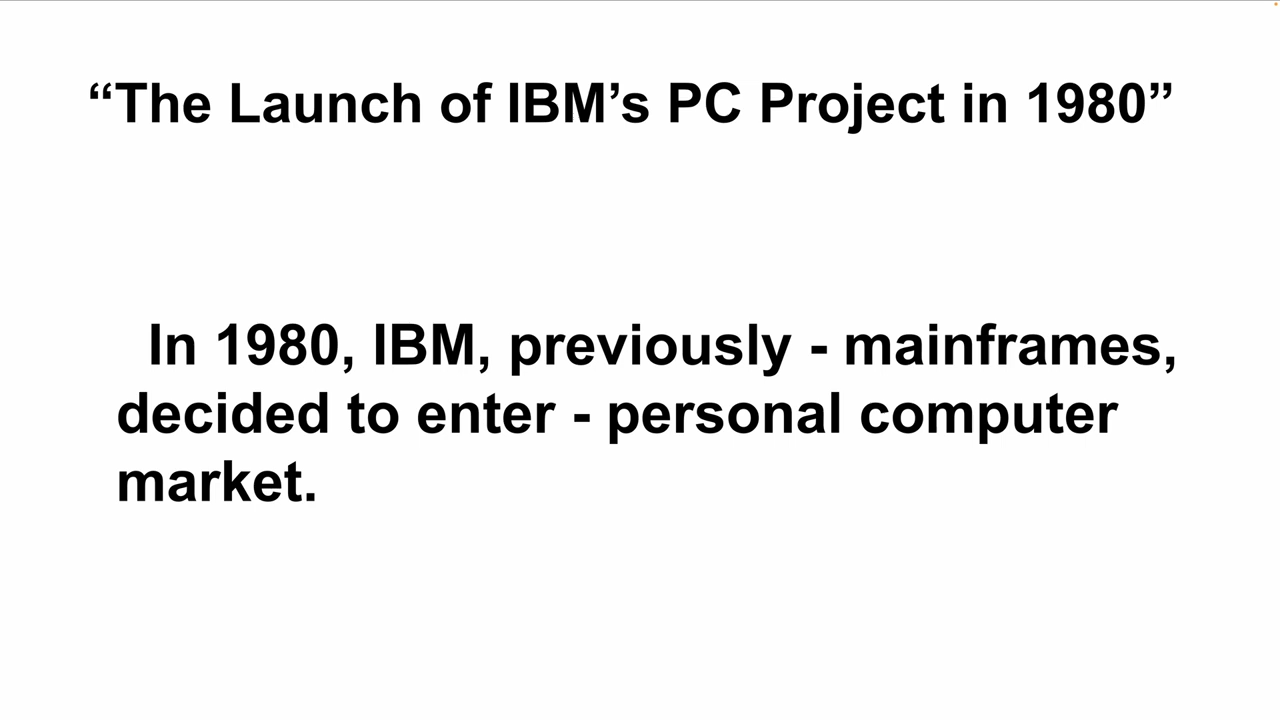 “The Launch of IBM’s PC Project in 1980”
In 1980, IBM, previously - mainframes,
decided to enter - personal computer
market.